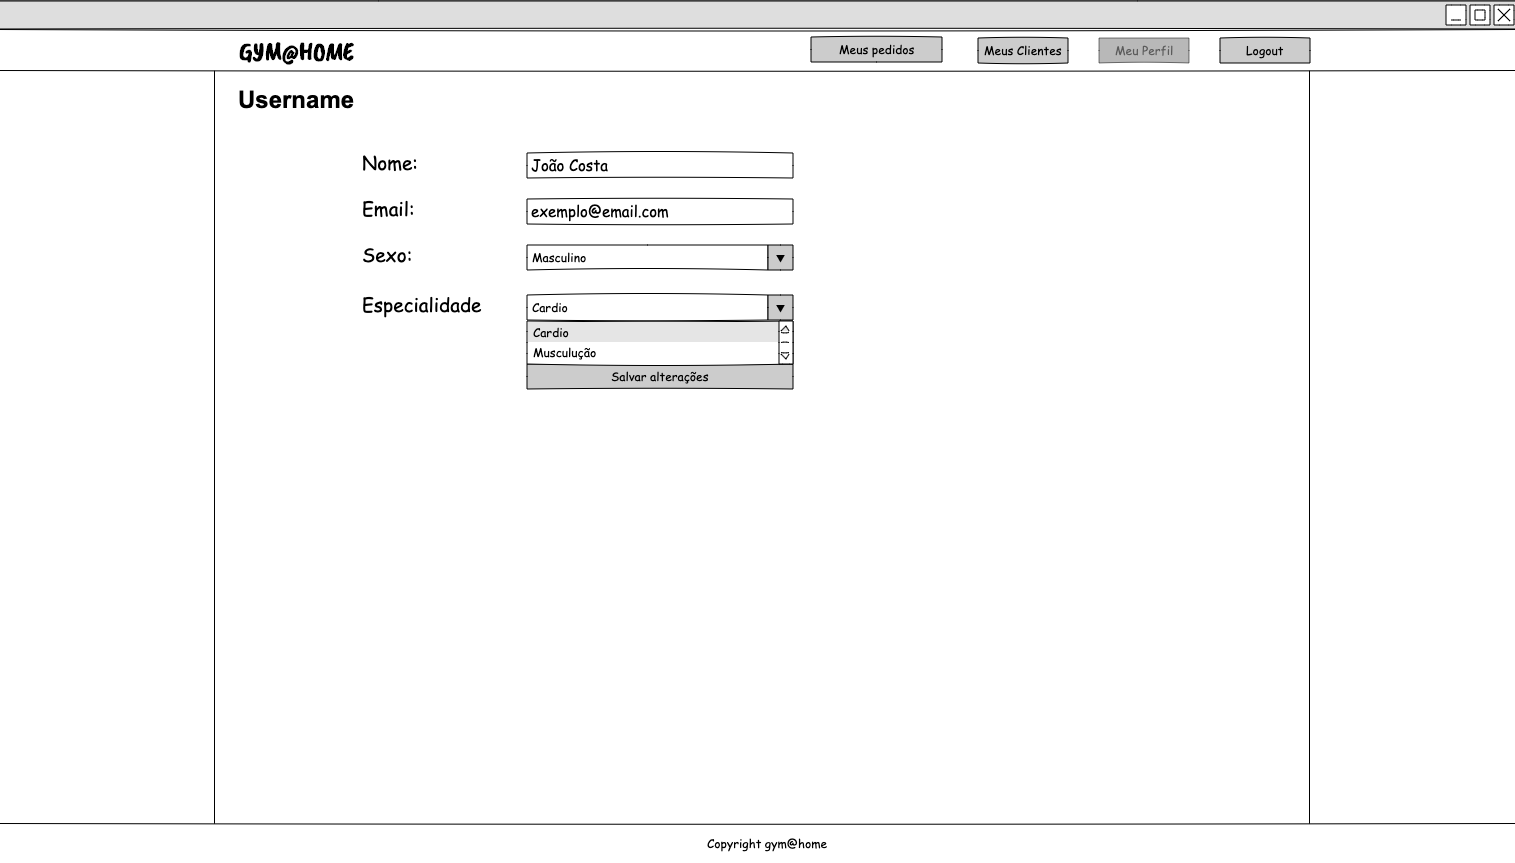 GYM@HOME
Meus pedidos
Meus Clientes
Meu Perfil
Logout
Username
Nome:
João Costa
Email:
exemplo@email.com
Sexo:
Masculino
Especialidade
Cardio
Cardio
Musculução
Salvar alterações
Copyright gym@home